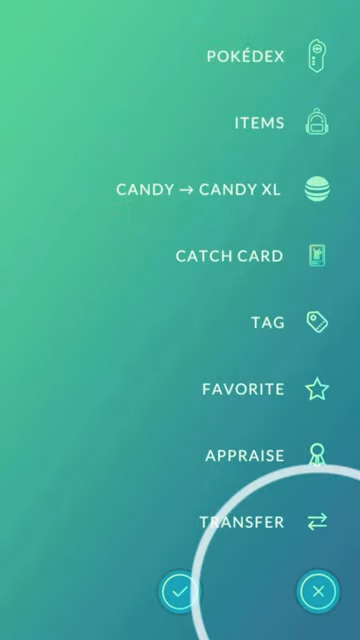 POKÉDEX
ITEMS
CANDY → CANDY XL
CATCH CARD
TAG
FAVORITE
APPRAISE
TRANSFER